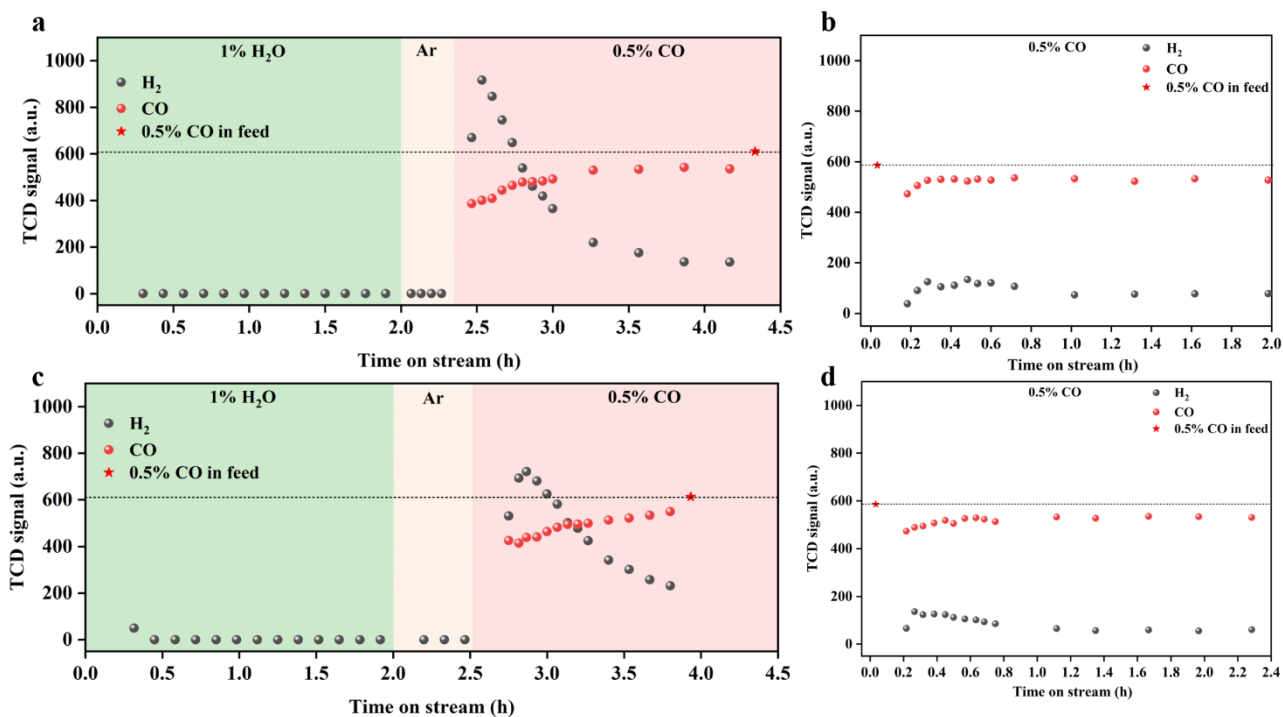 a
1% H₂O
Ar
0.5% CO
H₂
CO
0.5% CO in feed
1000
800
600
400
200
0
TCD signal (a.u.)
0.0 0.5 1.0 1.5 2.0 2.5 3.0 3.5 4.0 4.5
Time on stream (h)
b
0.5% CO
H₂
CO
0.5% CO in feed
1000
800
600
400
200
0
TCD signal (a.u.)
0.0 0.2 0.4 0.6 0.8 1.0 1.2 1.4 1.6 1.8 2.0
Time on stream (h)
c
1% H₂O
Ar
0.5% CO
H₂
CO
0.5% CO in feed
1000
800
600
400
200
0
TCD signal (a.u.)
0.0 0.5 1.0 1.5 2.0 2.5 3.0 3.5 4.0 4.5
Time on stream (h)
d
0.5% CO
H₂
CO
0.5% CO in feed
1000
800
600
400
200
0
TCD signal (a.u.)
0.0 0.2 0.4 0.6 0.8 1.0 1.2 1.4 1.6 1.8 2.0 2.2 2.4
Time on stream (h)